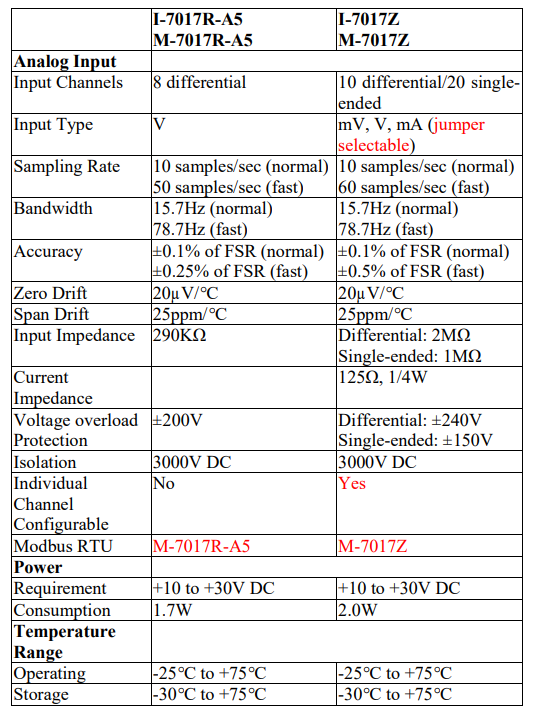 I-7017R-A5 I-7017Z
M-7017R-A5 M-7017Z
Analog Input
Input Channels 8 differential 10 differential/20 single-
ended
Input Type V mV, V, mA (jumper
selectable)
Sampling Rate 10 samples/sec (normal) 10 samples/sec (normal)
50 samples/sec (fast) 60 samples/sec (fast)
Bandwidth 15.7Hz (normal) 15.7Hz (normal)
78.7Hz (fast) 78.7Hz (fast)
Accuracy ±0.1% of FSR (normal) ±0.1% of FSR (normal)
±0.25% of FSR (fast) ±0.5% of FSR (fast)
Zero Drift 20µV/°C 20µV/°C
Span Drift 25ppm/°C 25ppm/°C
Input Impedance 290KΩ Differential: 2MΩ
Single-ended: 1MΩ
Current 125Ω, 1/4W
Impedance
Voltage overload ±200V Differential: ±240V
Protection Single-ended: ±150V
Isolation 3000V DC 3000V DC
Individual No Yes
Channel
Configurable
Modbus RTU M-7017R-A5 M-7017Z
Power
Requirement +10 to +30V DC +10 to +30V DC
Consumption 1.7W 2.0W
Temperature
Range
Operating -25°C to +75°C -25°C to +75°C
Storage -30°C to +75°C -30°C to +75°C